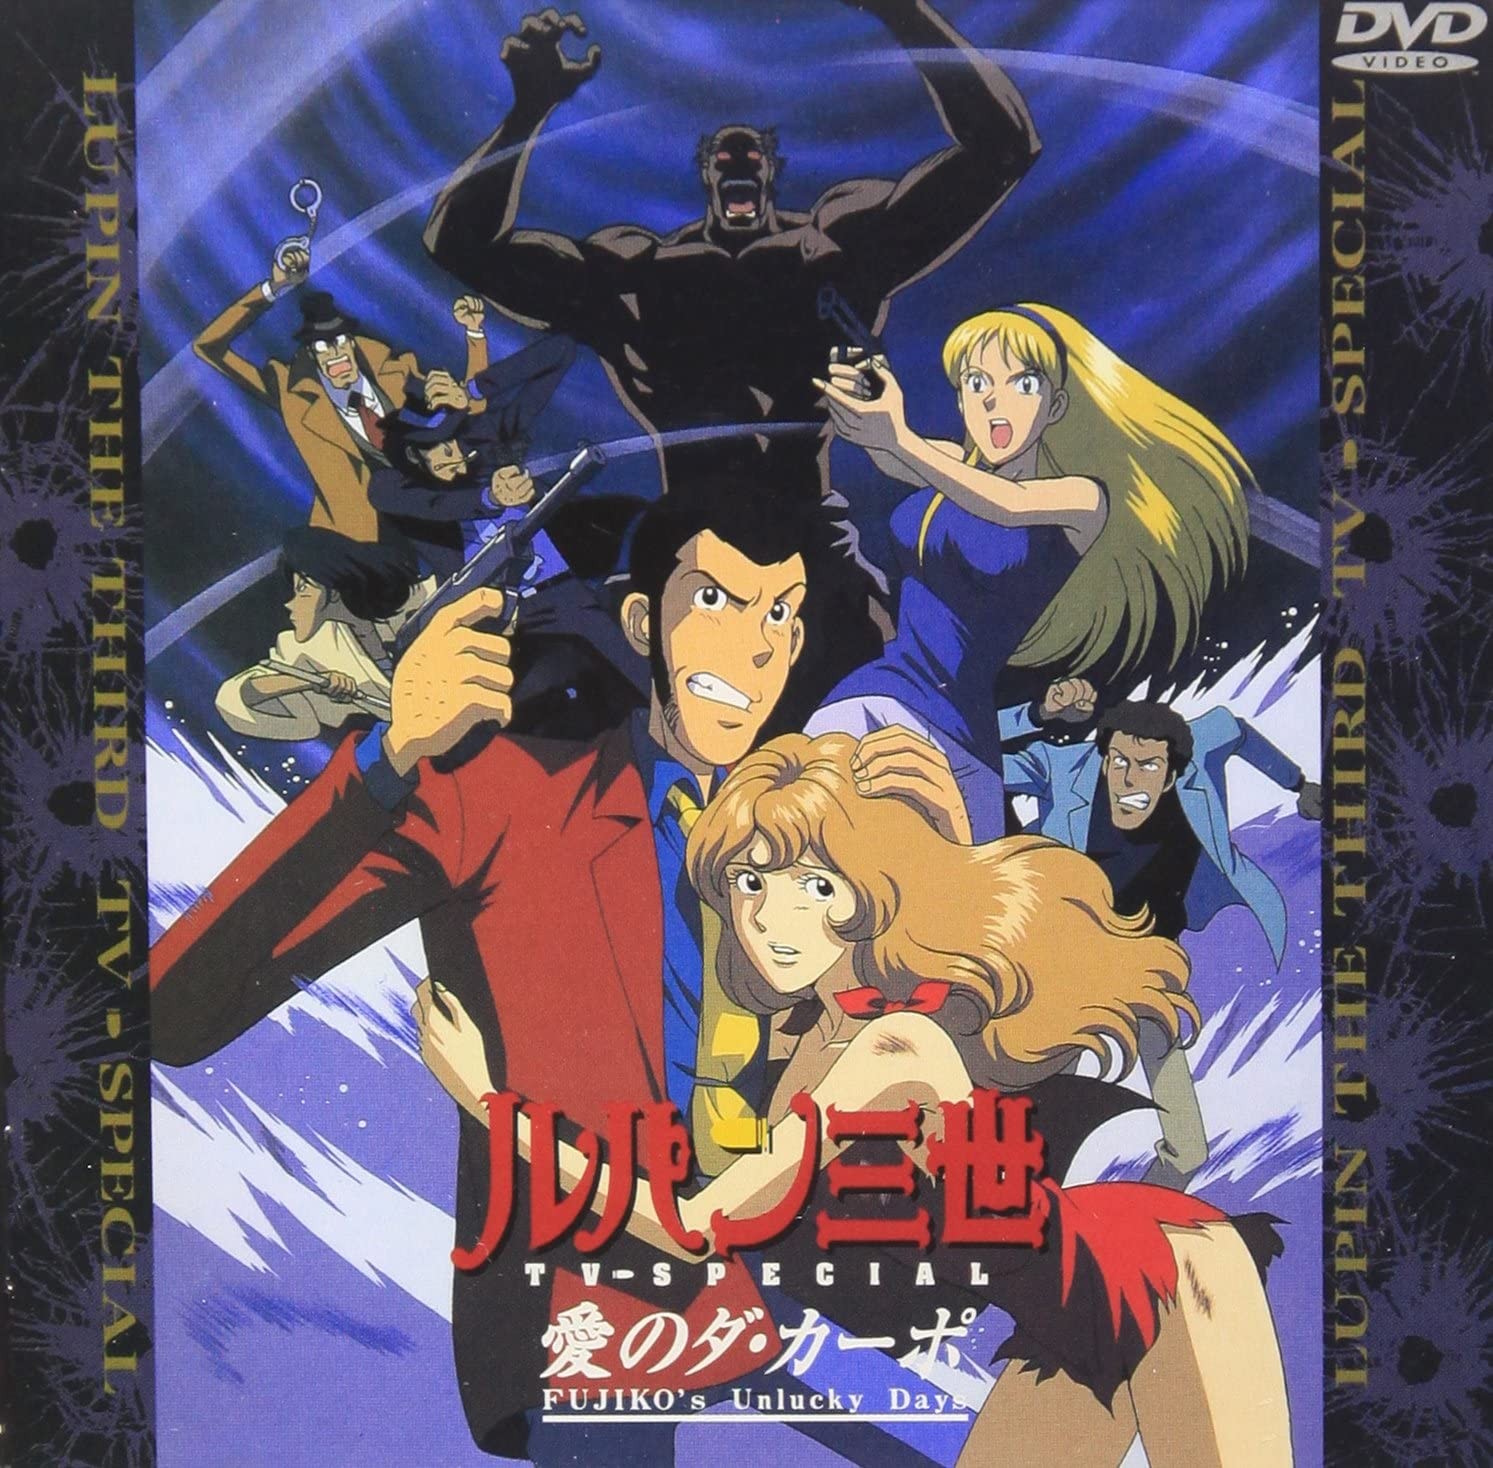 DVD
VIDEO
LUPIN THE THIRD TV-SPECIAL
LUPIN THE THIRD TV-SPECIAL
ルパン三世
TV-SPECIAL
愛のダ・カーポ
FUJIKO's Unlucky Days